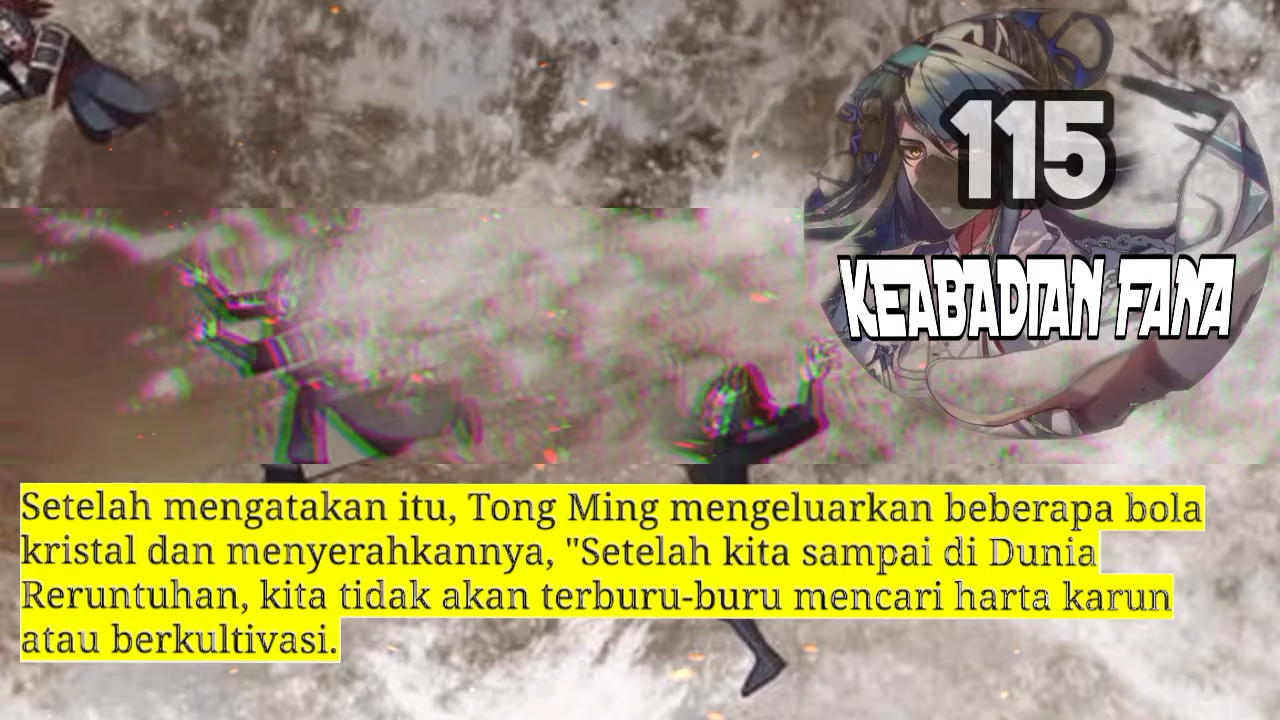 115
KEABADIAN FANA
Setelah mengatakan itu, Tong Ming mengeluarkan beberapa bola
kristal dan menyerahkannya, "Setelah kita sampai di Dunia
Reruntuhan, kita tidak akan terburu-buru mencari harta karun
atau berkultivasi.